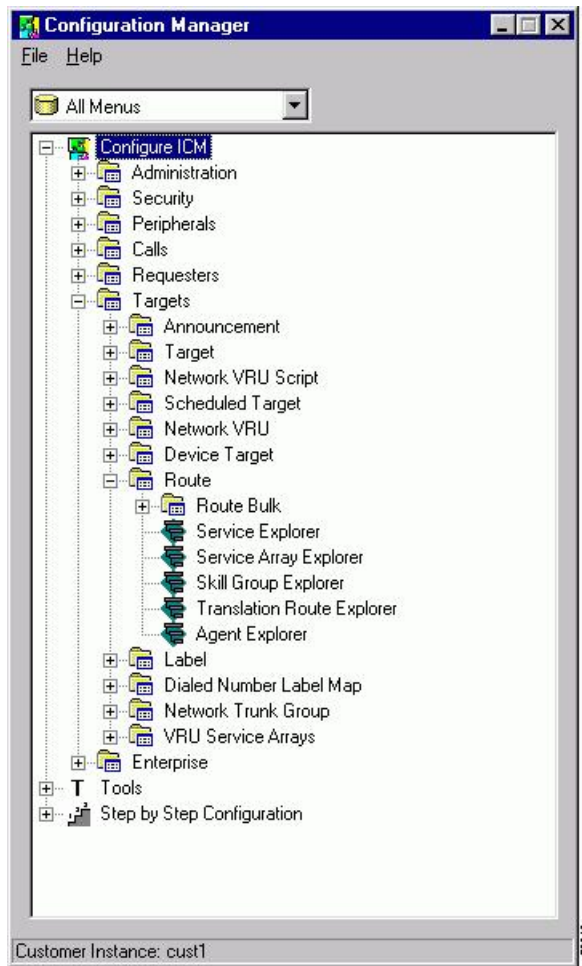 Configuration Manager
File Help
All Menus
Configure ICM
Administration
Security
Peripherals
Calls
Requesters
Targets
Announcement
Target
Network VRU Script
Scheduled Target
Network VRU
Device Target
Route
Route Bulk
Service Explorer
Service Array Explorer
Skill Group Explorer
Translation Route Explorer
Agent Explorer
Label
Dialed Number Label Map
Network Trunk Group
VRU Service Arrays
Enterprise
T Tools
Step by Step Configuration
Customer Instance: cust1